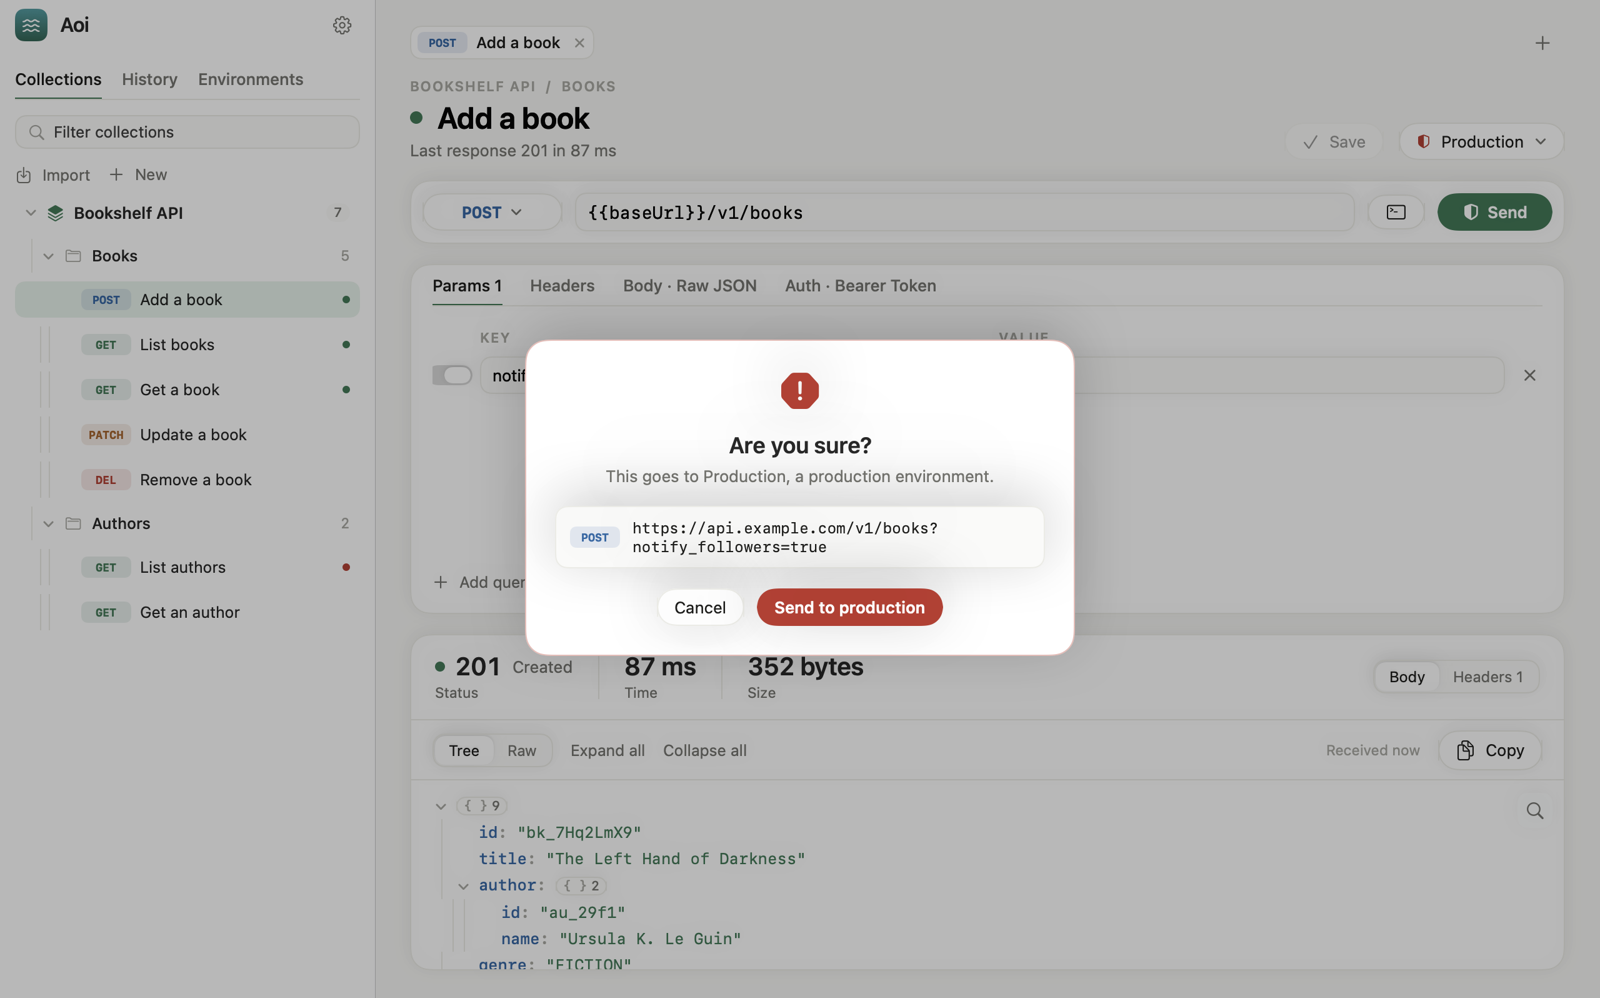 Aoi
Collections History Environments
Filter collections
Import New
Bookshelf API 7
Books 5
POST Add a book
GET List books
GET Get a book
PATCH Update a book
DEL Remove a book
Authors 2
GET List authors
GET Get an author
POST Add a book
BOOKSHELF API / BOOKS
Add a book
Last response 201 in 87 ms
Save Production
POST {{baseUrl}}/v1/books Send
Params 1 Headers Body · Raw JSON Auth · Bearer Token
KEY VALUE
Are you sure?
This goes to Production, a production environment.
POST https://api.example.com/v1/books?
notify_followers=true
Cancel Send to production
201 Created 87 ms 352 bytes
Status Time Size
Body Headers 1
Tree Raw Expand all Collapse all Received now Copy
{ } 9
id: "bk_7Hq2LmX9"
title: "The Left Hand of Darkness"
author: { } 2
id: "au_29f1"
name: "Ursula K. Le Guin"
genre: "FICTION"